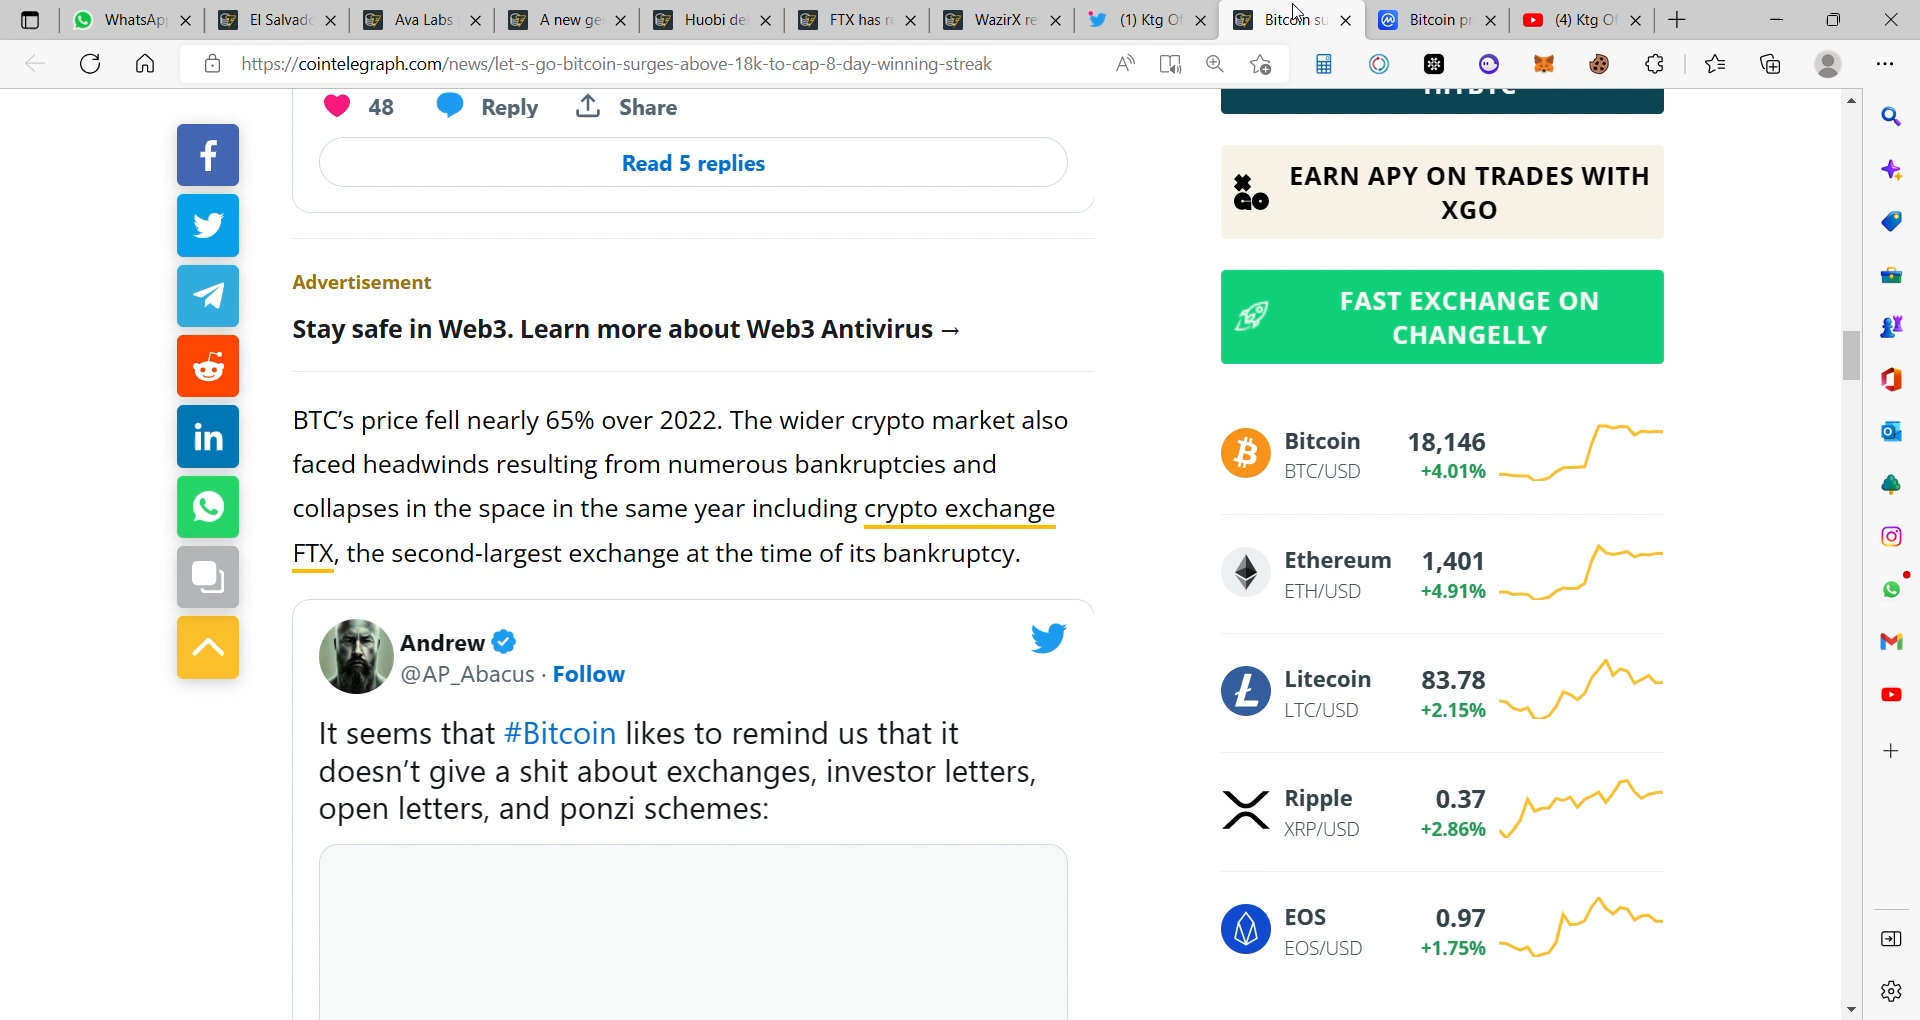 WhatsAp
El Salvado
Ava Labs
A new ge
Huobi de
FTX has r
WazirX re
(1) Ktg Of
Bitcoin su
Bitcoin pr
(4) Ktg Of
https://cointelegraph.com/news/let-s-go-bitcoin-surges-above-18k-to-cap-8-day-winning-streak
48 Reply Share
Read 5 replies
Advertisement
Stay safe in Web3. Learn more about Web3 Antivirus →
BTC’s price fell nearly 65% over 2022. The wider crypto market also
faced headwinds resulting from numerous bankruptcies and
collapses in the space in the same year including crypto exchange
FTX, the second-largest exchange at the time of its bankruptcy.
Andrew
@AP_Abacus · Follow
It seems that #Bitcoin likes to remind us that it
doesn’t give a shit about exchanges, investor letters,
open letters, and ponzi schemes:
EARN APY ON TRADES WITH
XGO
FAST EXCHANGE ON
CHANGELLY
Bitcoin 18,146
BTC/USD +4.01%
Ethereum 1,401
ETH/USD +4.91%
Litecoin 83.78
LTC/USD +2.15%
Ripple 0.37
XRP/USD +2.86%
EOS 0.97
EOS/USD +1.75%